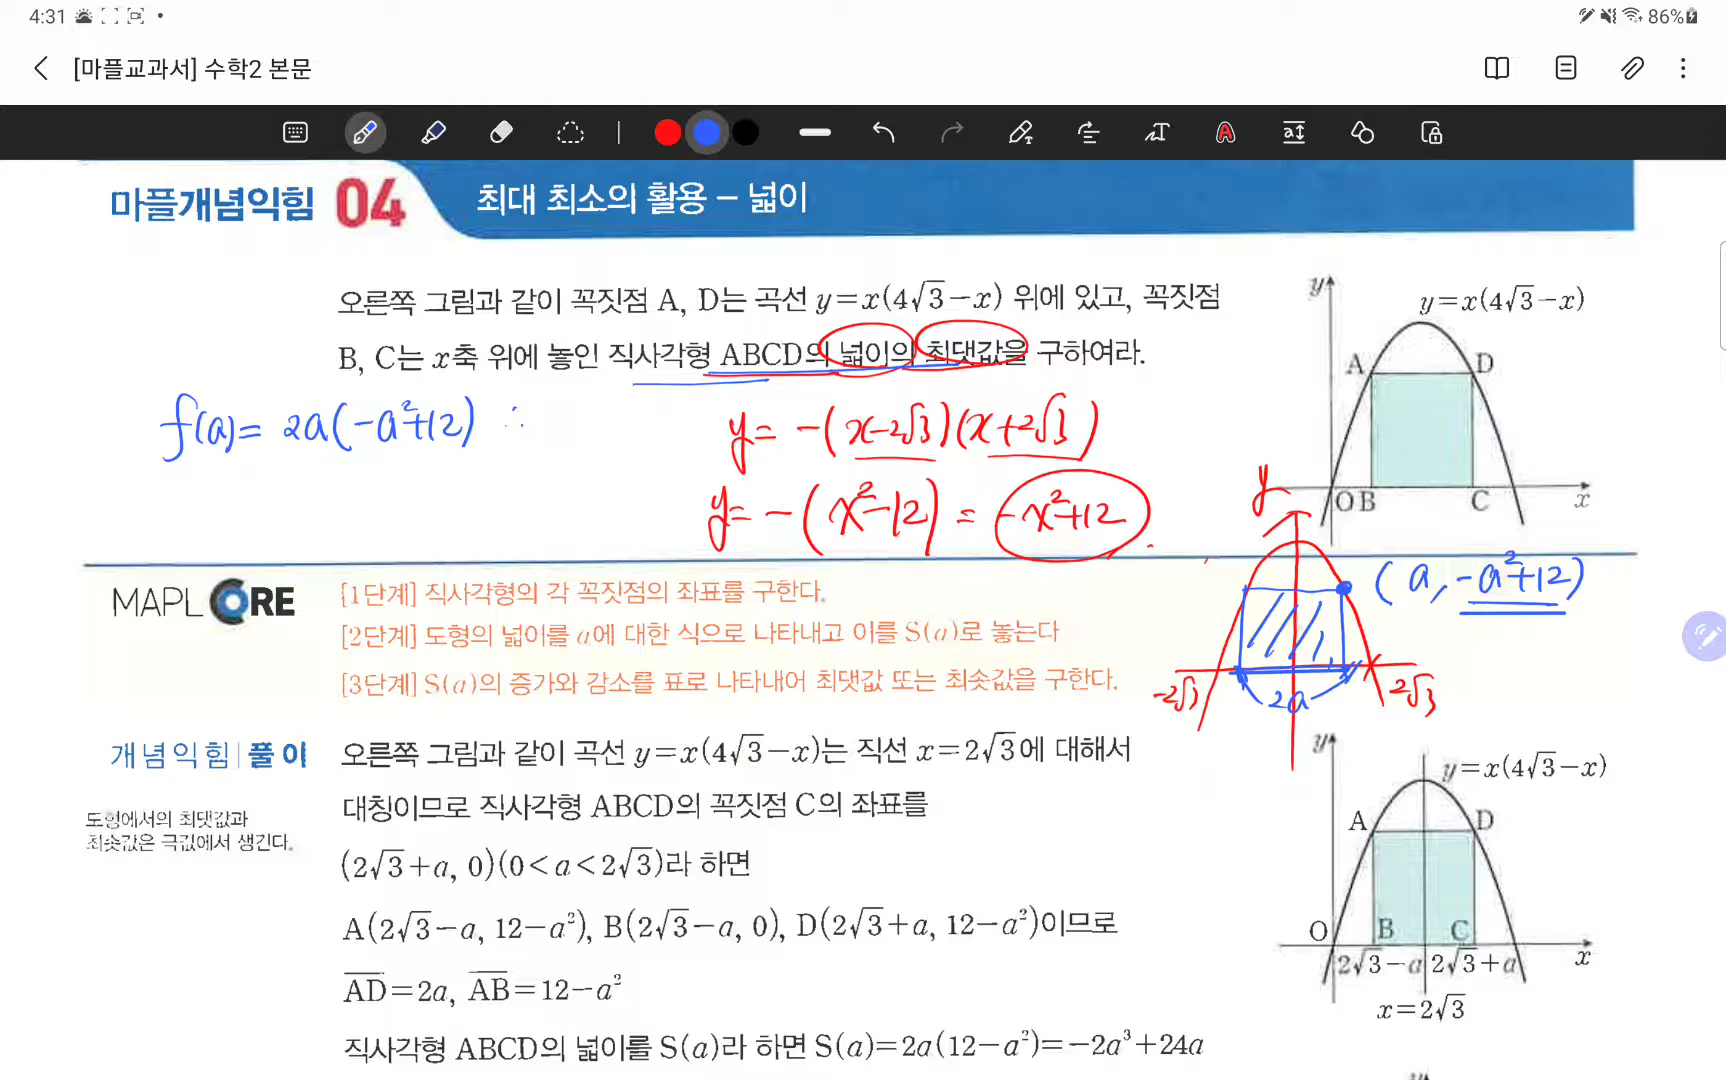 4:31
86%
[마플교과서] 수학2 본문
마플개념익힘 04 최대 최소의 활용 – 넓이
오른쪽 그림과 같이 꼭짓점 A, D는 곡선 y=x(4√3−x) 위에 있고, 꼭짓점
B, C는 x축 위에 놓인 직사각형 ABCD의 넓이의 최댓값을 구하여라.
y
y=x(4√3−x)
A D
O B C x
f(a)= 2a(-a²+12) ∴
y= -(x-2√3)(x+2√3)
y= -(x²-12) = -x²+12
y
(a, -a²+12)
-2√3 2a 2√3
MAPL CORE
[1단계] 직사각형의 각 꼭짓점의 좌표를 구한다.
[2단계] 도형의 넓이를 a에 대한 식으로 나타내고 이를 S(a)로 놓는다
[3단계] S(a)의 증가와 감소를 표로 나타내어 최댓값 또는 최솟값을 구한다.
개념익힘 | 풀이
도형에서의 최댓값과
최솟값은 극값에서 생긴다.
오른쪽 그림과 같이 곡선 y=x(4√3−x)는 직선 x=2√3에 대해서
대칭이므로 직사각형 ABCD의 꼭짓점 C의 좌표를
(2√3+a, 0)(0<a<2√3)라 하면
A(2√3−a, 12−a²), B(2√3−a, 0), D(2√3+a, 12−a²)이므로
A̅D̅=2a, A̅B̅=12−a²
직사각형 ABCD의 넓이를 S(a)라 하면 S(a)=2a(12−a²)=−2a³+24a
y
y=x(4√3−x)
A D
O B C x
2√3−a 2√3+a
x=2√3